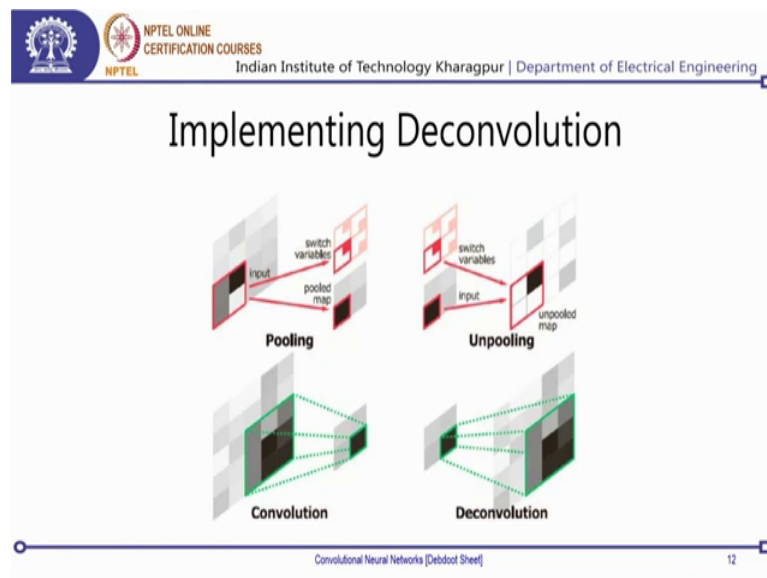 NPTEL ONLINE
CERTIFICATION COURSES
NPTEL
Indian Institute of Technology Kharagpur | Department of Electrical Engineering
Implementing Deconvolution
switch
variables
input
pooled
map
Pooling
switch
variables
input
unpooled
map
Unpooling
Convolution
Deconvolution
Convolutional Neural Networks [Debdoot Sheet]
12